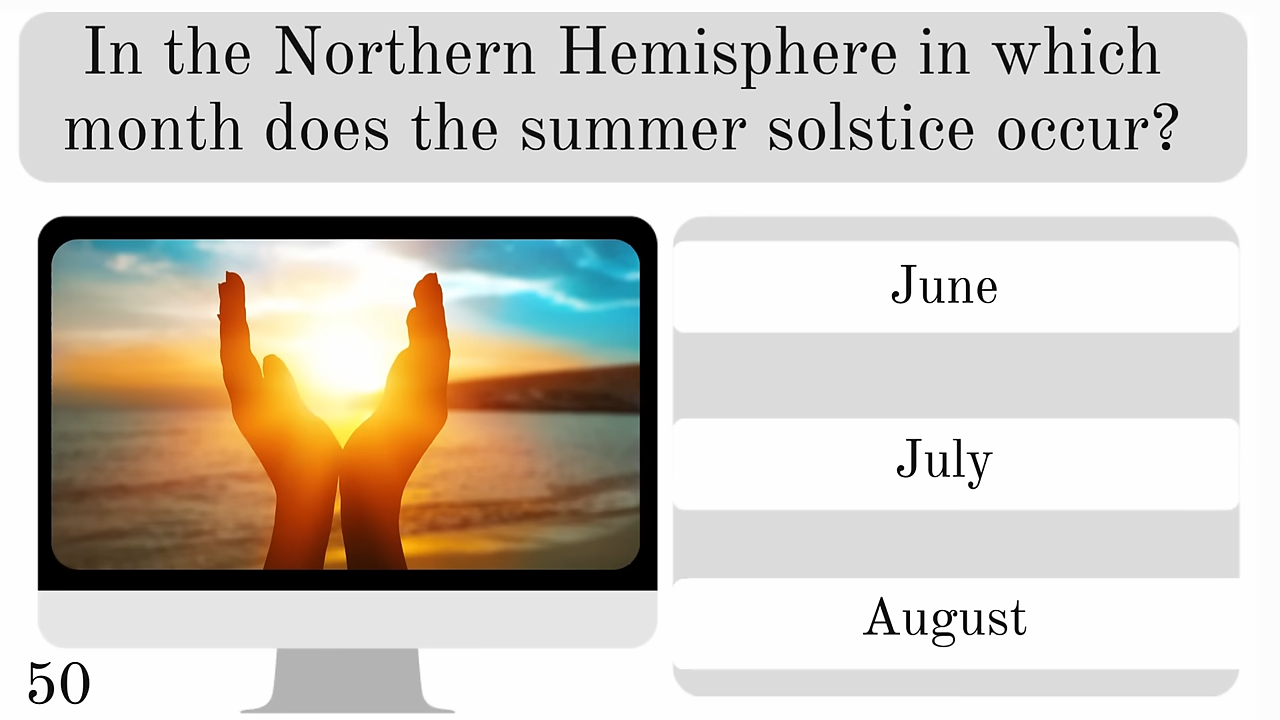 In the Northern Hemisphere in which
month does the summer solstice occur?
June
July
August
50